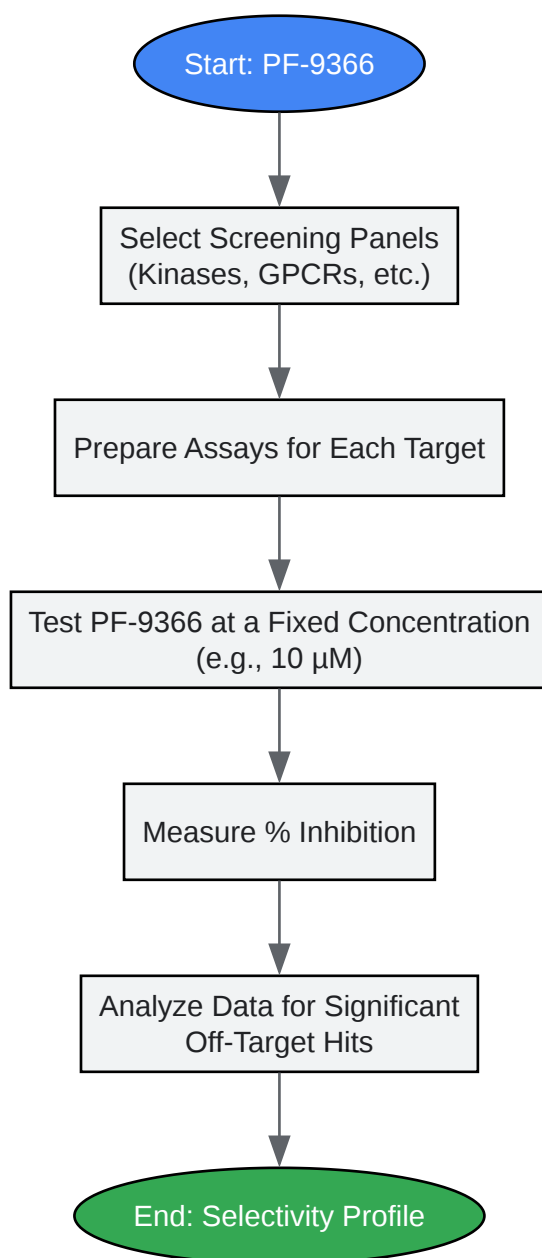 Start: PF-9366
Select Screening Panels
(Kinases, GPCRs, etc.)
Prepare Assays for Each Target
Test PF-9366 at a Fixed Concentration
(e.g., 10 µM)
Measure % Inhibition
Analyze Data for Significant
Off-Target Hits
End: Selectivity Profile